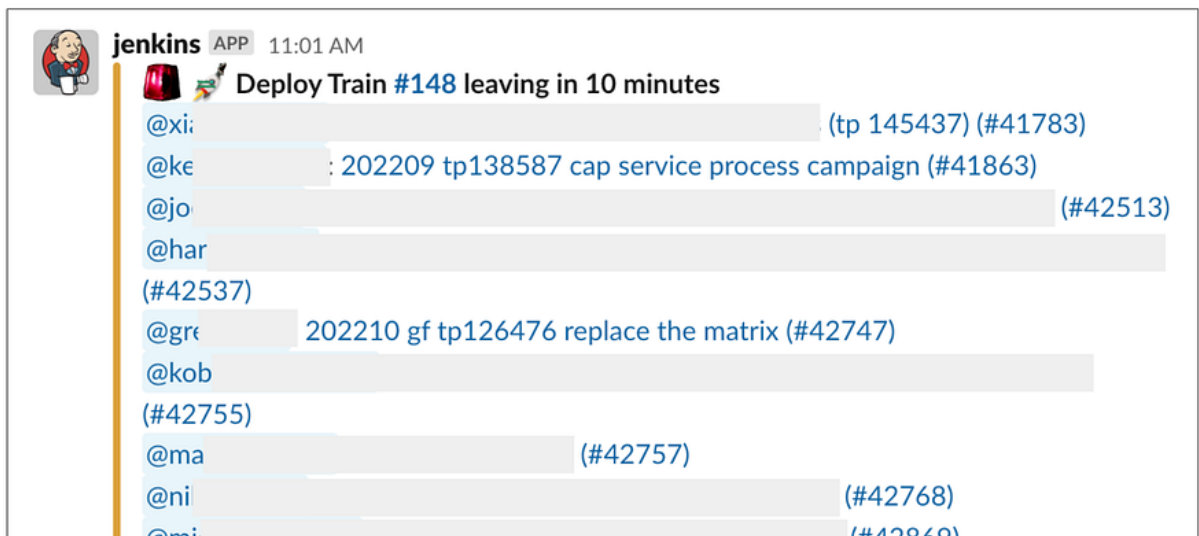 jenkins APP 11:01 AM
Deploy Train #148 leaving in 10 minutes
@xi (tp 145437) (#41783)
@ke : 202209 tp138587 cap service process campaign (#41863)
@jo (#42513)
@har
(#42537)
@gre 202210 gf tp126476 replace the matrix (#42747)
@kob
(#42755)
@ma (#42757)
@ni (#42768)
@mi (#42869)